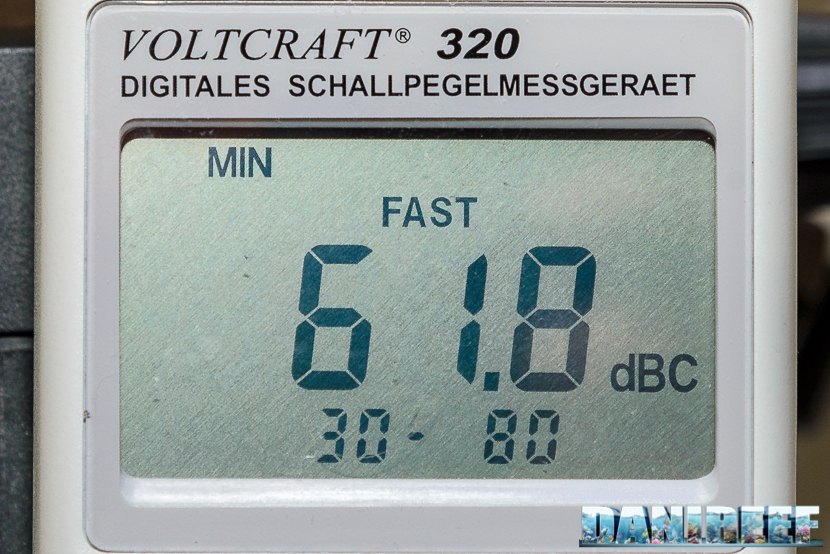 VOLTCRAFT® 320
DIGITALES SCHALLPEGELMESSGERAET
MIN
FAST
61.8 dBC
30 - 80
DANIREEF